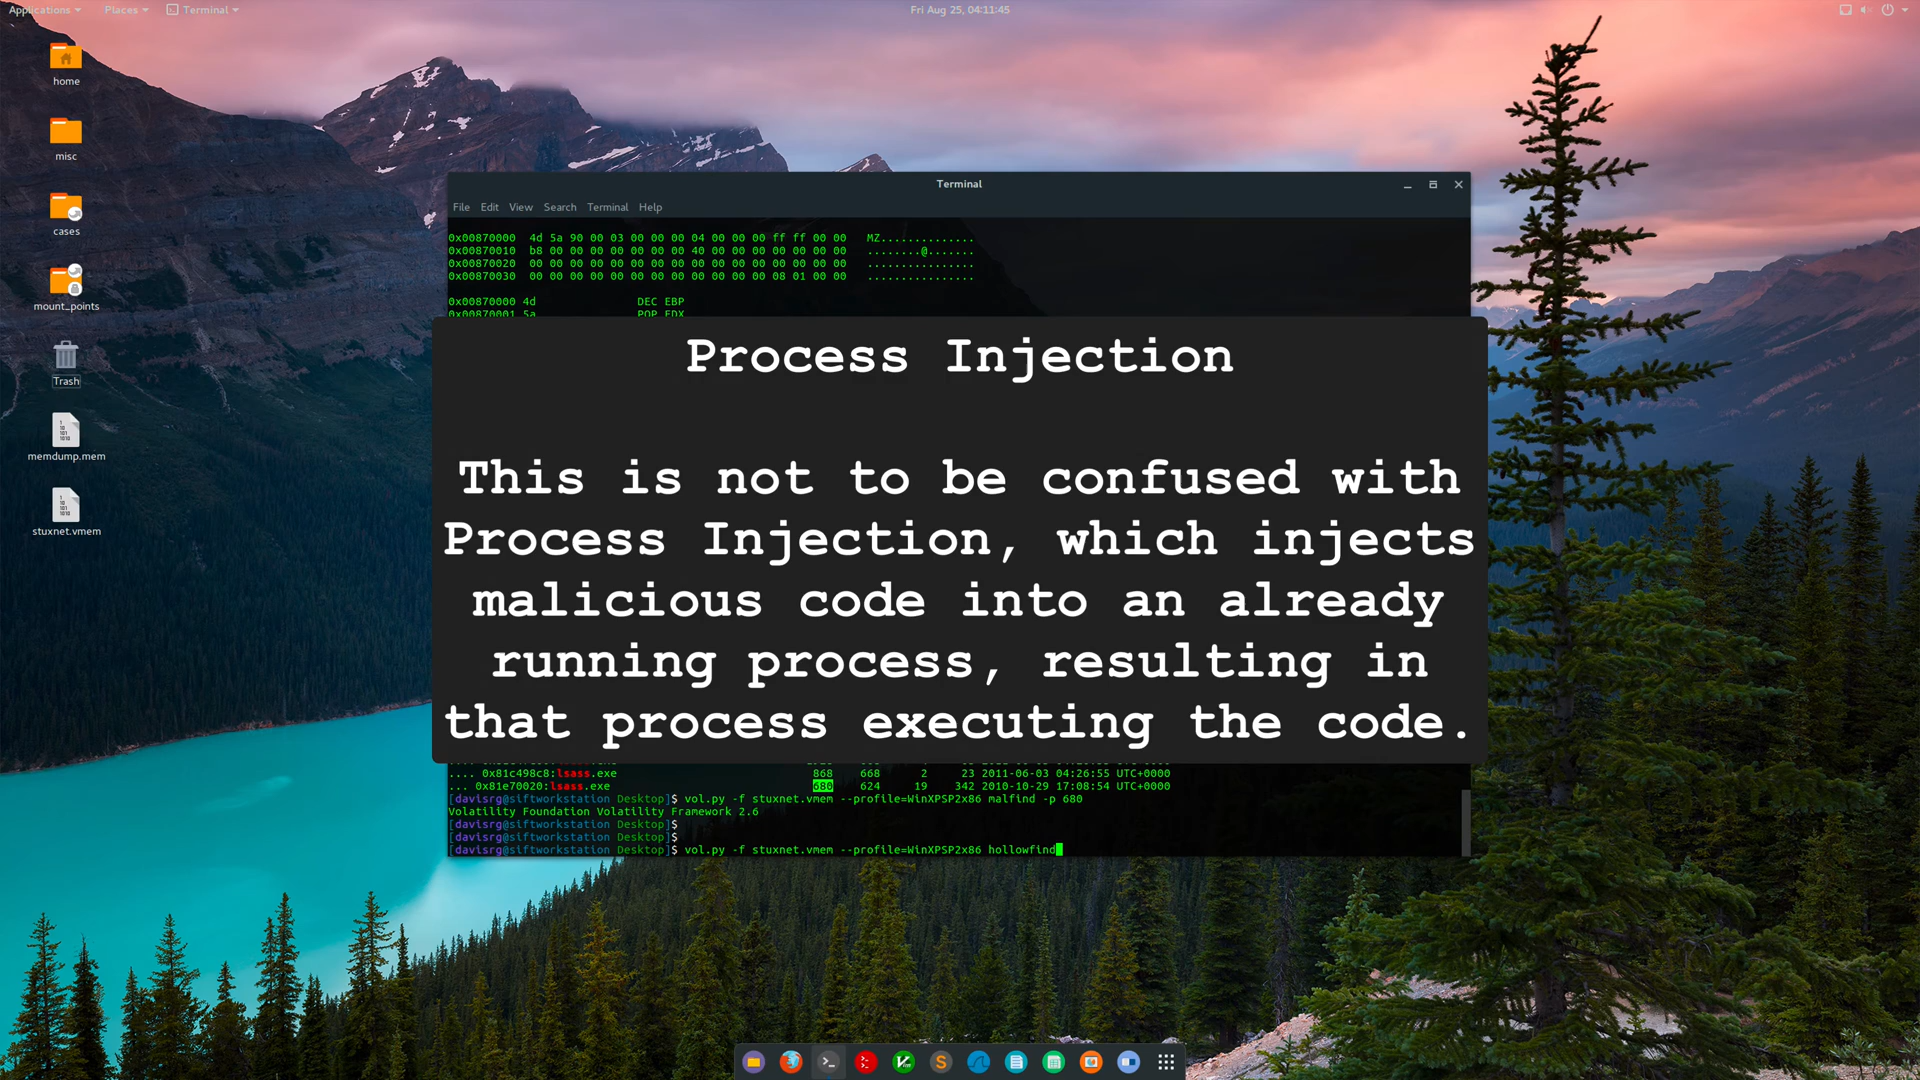 Applications Places Terminal Fri Aug 25, 04:11:45
home
misc
cases
mount_points
Trash
memdump.mem
stuxnet.vmem
Terminal
File Edit View Search Terminal Help
0x00870000 4d 5a 90 00 03 00 00 00 04 00 00 00 ff ff 00 00 MZ..............
0x00870010 b8 00 00 00 00 00 00 00 40 00 00 00 00 00 00 00 ........@.......
0x00870020 00 00 00 00 00 00 00 00 00 00 00 00 00 00 00 00 ................
0x00870030 00 00 00 00 00 00 00 00 00 00 00 00 08 01 00 00 ................
0x00870000 4d DEC EBP
0x00870001 5a POP EDX
Process Injection
This is not to be confused with
Process Injection, which injects
malicious code into an already
running process, resulting in
that process executing the code.
.... 0x81c498c8:lsass.exe 868 668 2 23 2011-06-03 04:26:55 UTC+0000
... 0x81e70020:lsass.exe 680 624 19 342 2010-10-29 17:08:54 UTC+0000
[davisrg@siftworkstation Desktop]$ vol.py -f stuxnet.vmem --profile=WinXPSP2x86 malfind -p 680
Volatility Foundation Volatility Framework 2.6
[davisrg@siftworkstation Desktop]$
[davisrg@siftworkstation Desktop]$
[davisrg@siftworkstation Desktop]$ vol.py -f stuxnet.vmem --profile=WinXPSP2x86 hollowfind